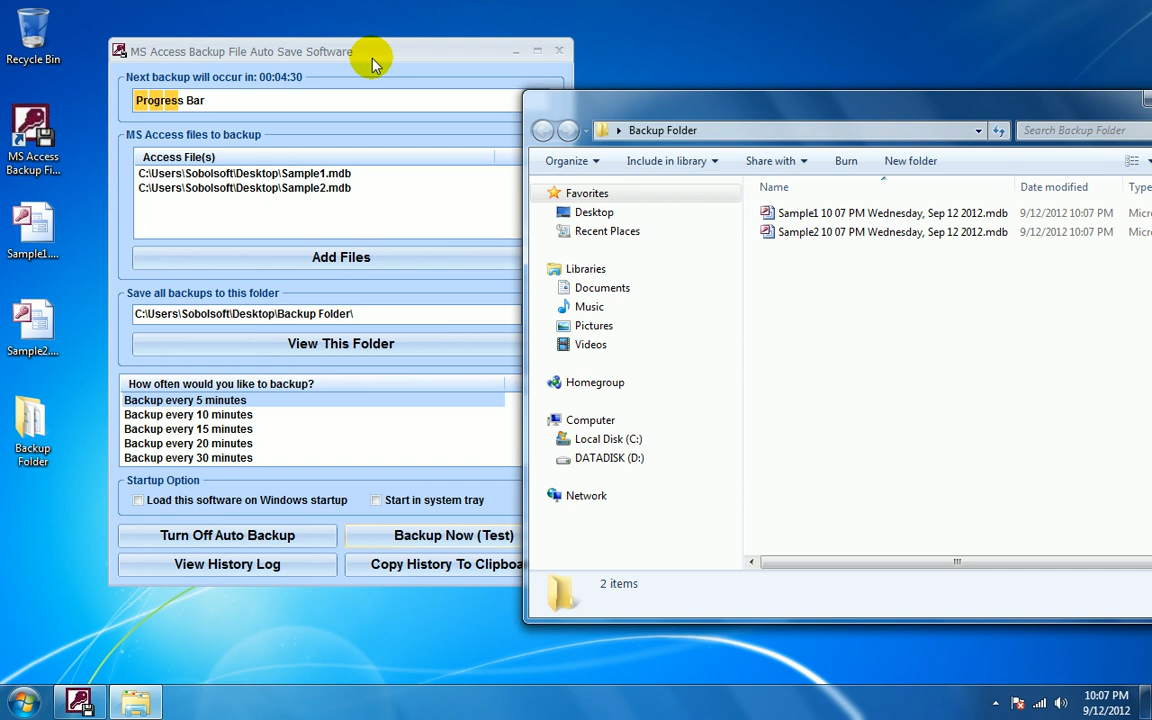 Recycle Bin
MS Access
Backup Fi...
Sample1....
Sample2....
Backup
Folder
MS Access Backup File Auto Save Software
Next backup will occur in: 00:04:30
Progress Bar
MS Access files to backup
Access File(s)
C:\Users\Sobolsoft\Desktop\Sample1.mdb
C:\Users\Sobolsoft\Desktop\Sample2.mdb
Add Files
Save all backups to this folder
C:\Users\Sobolsoft\Desktop\Backup Folder\
View This Folder
How often would you like to backup?
Backup every 5 minutes
Backup every 10 minutes
Backup every 15 minutes
Backup every 20 minutes
Backup every 30 minutes
Startup Option
Load this software on Windows startup Start in system tray
Turn Off Auto Backup Backup Now (Test)
View History Log Copy History To Clipboa
Backup Folder Search Backup Folder
Organize Include in library Share with Burn New folder
Favorites
Desktop
Recent Places
Libraries
Documents
Music
Pictures
Videos
Homegroup
Computer
Local Disk (C:)
DATADISK (D:)
Network
Name Date modified Type
Sample1 10 07 PM Wednesday, Sep 12 2012.mdb 9/12/2012 10:07 PM Micr
Sample2 10 07 PM Wednesday, Sep 12 2012.mdb 9/12/2012 10:07 PM Micr
2 items
10:07 PM
9/12/2012